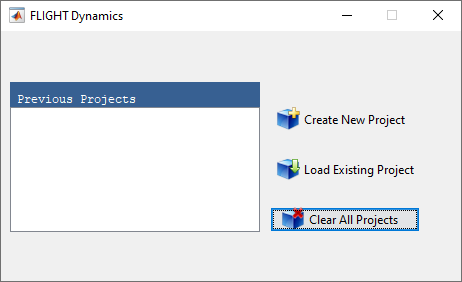 FLIGHT Dynamics
Previous Projects
Create New Project
Load Existing Project
Clear All Projects